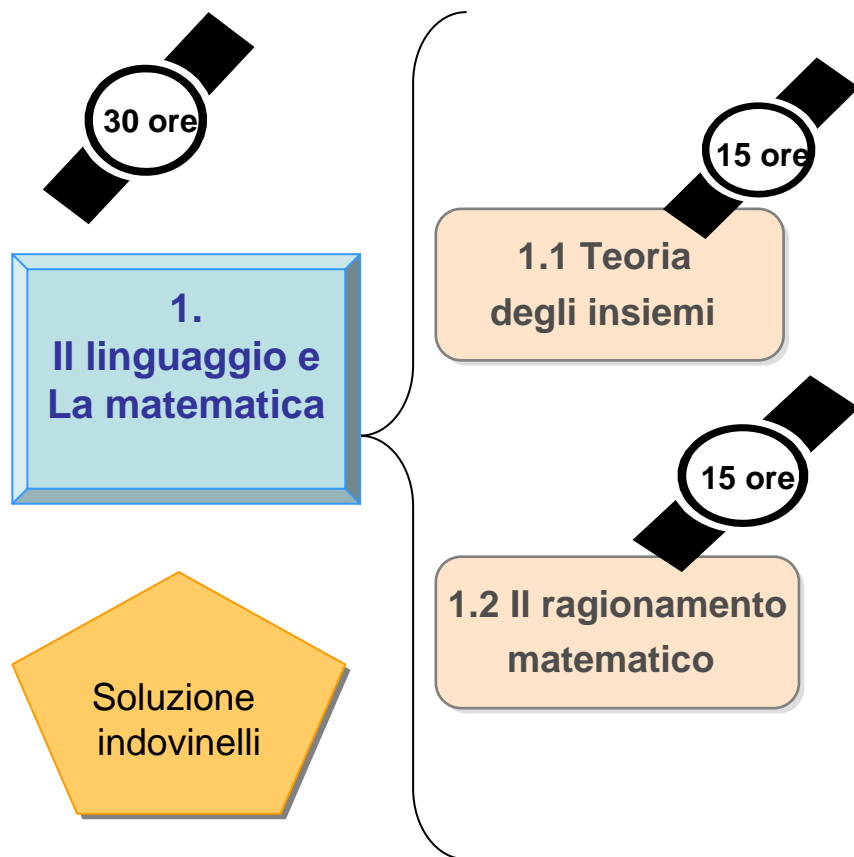 30 ore
1.
Il linguaggio e
La matematica
Soluzione
indovinelli
15 ore
1.1 Teoria
degli insiemi
15 ore
1.2 Il ragionamento
matematico